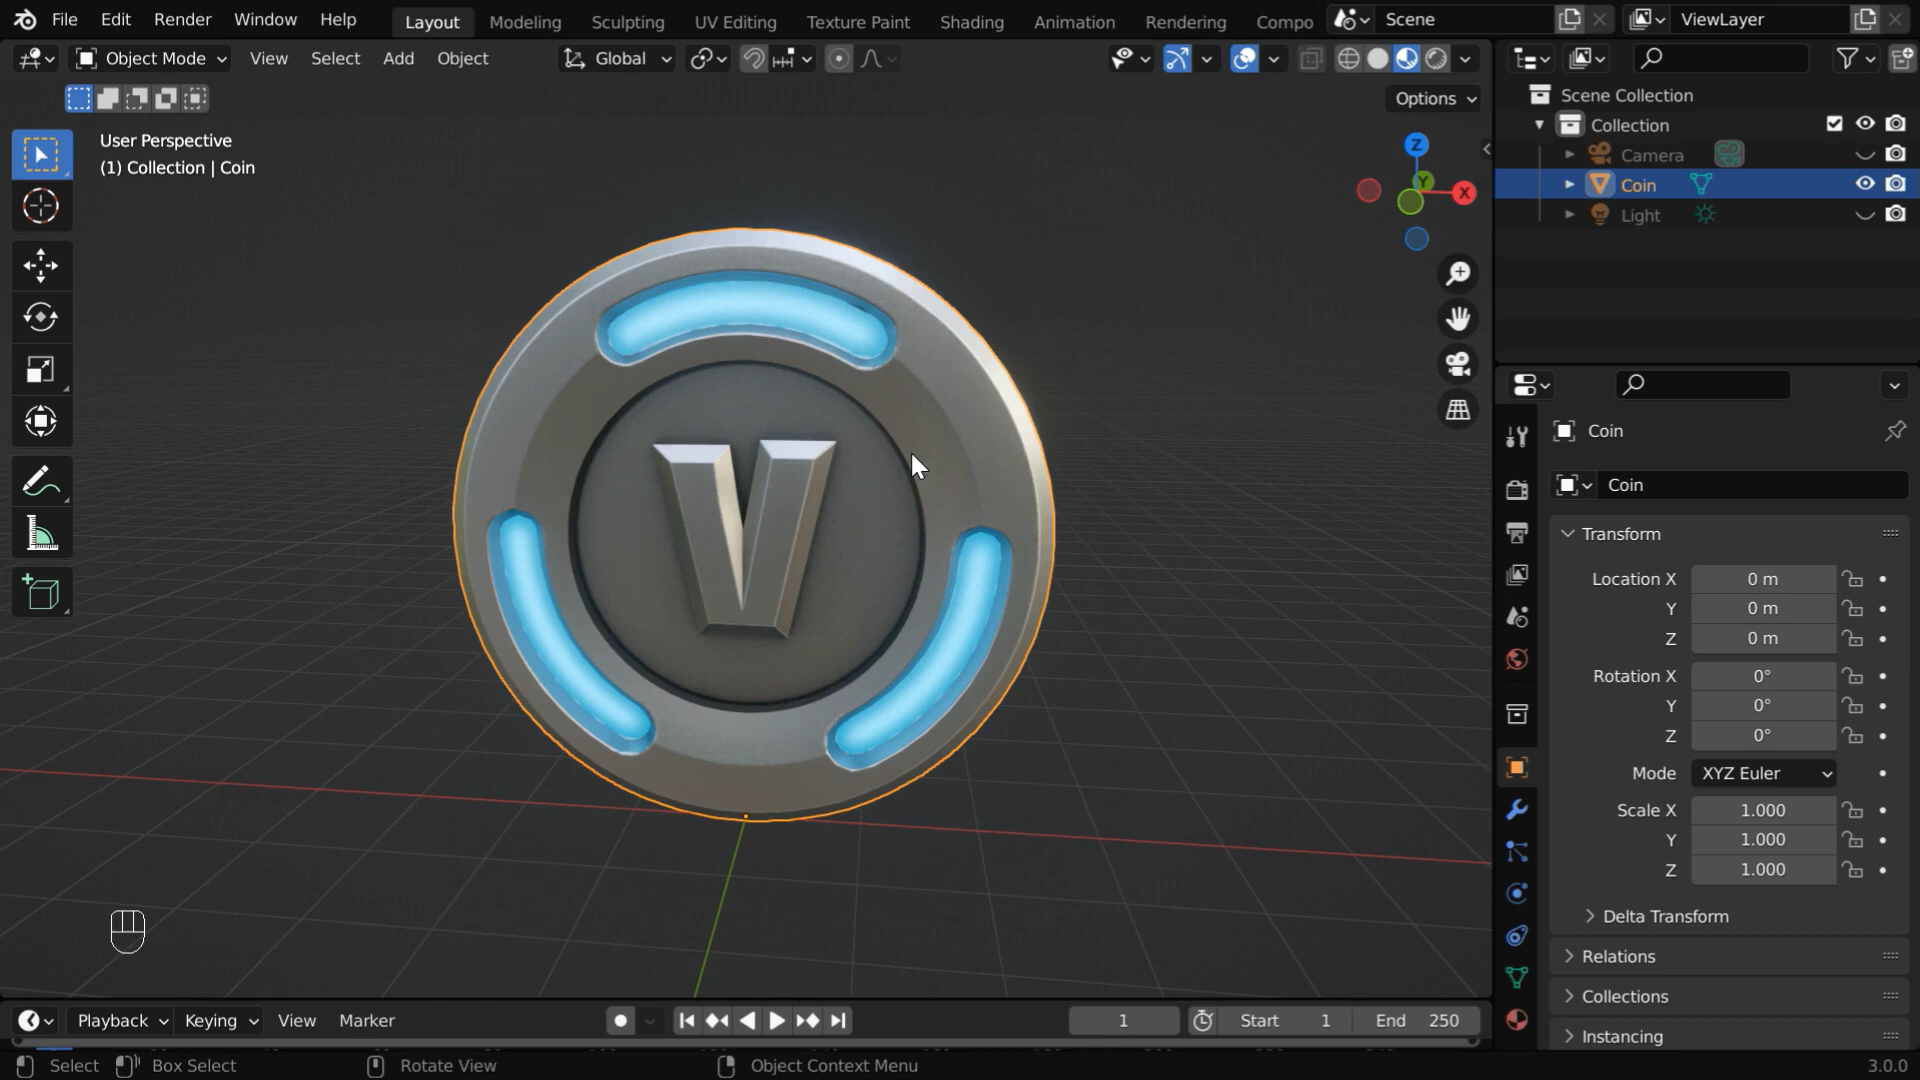 File Edit Render Window Help Layout Modeling Sculpting UV Editing Texture Paint Shading Animation Rendering Compo Scene ViewLayer
Object Mode View Select Add Object Global
Options
User Perspective
(1) Collection | Coin
Z
Y
X
V
Scene Collection
Collection
Camera
Coin
Light
Coin
Coin
Transform
Location X 0 m
Y 0 m
Z 0 m
Rotation X 0°
Y 0°
Z 0°
Mode XYZ Euler
Scale X 1.000
Y 1.000
Z 1.000
Delta Transform
Relations
Collections
Instancing
Playback Keying View Marker 1 Start 1 End 250
Select Box Select Rotate View Object Context Menu 3.0.0